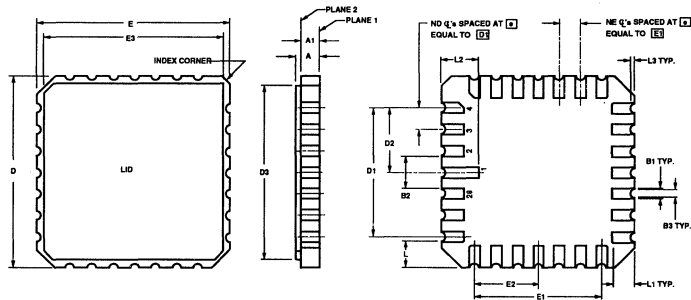 PLANE 2
PLANE 1
E
E3
A1
A
INDEX CORNER
D
LID
D3
ND ℄'s SPACED AT e
EQUAL TO D1
NE ℄'s SPACED AT e
EQUAL TO E1
L2
L3 TYP.
4
3
2
1
28
D2
D1
B2
B1 TYP.
B3 TYP.
L
E2
E1
L1 TYP.